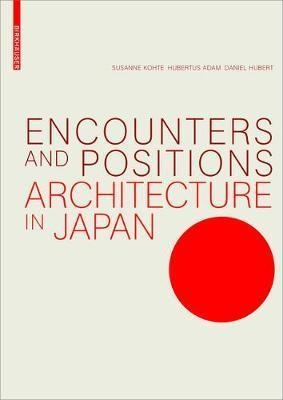 BIRKHÄUSER
SUSANNE KOHTE HUBERTUS ADAM DANIEL HUBERT
ENCOUNTERS
AND POSITIONS
ARCHITECTURE
IN JAPAN